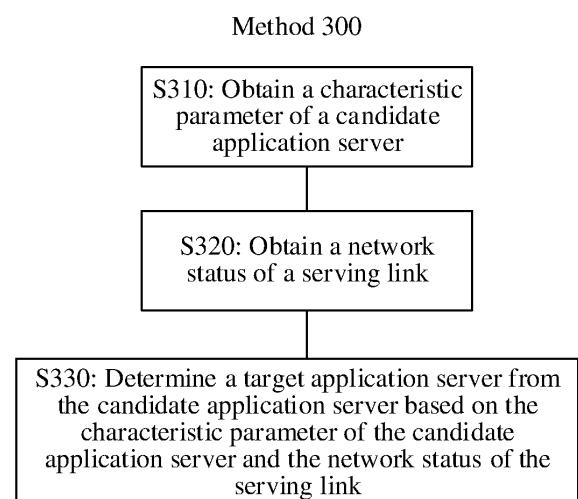 Method 300
S310: Obtain a characteristic
parameter of a candidate
application server
S320: Obtain a network
status of a serving link
S330: Determine a target application server from
the candidate application server based on the
characteristic parameter of the candidate
application server and the network status of the
serving link